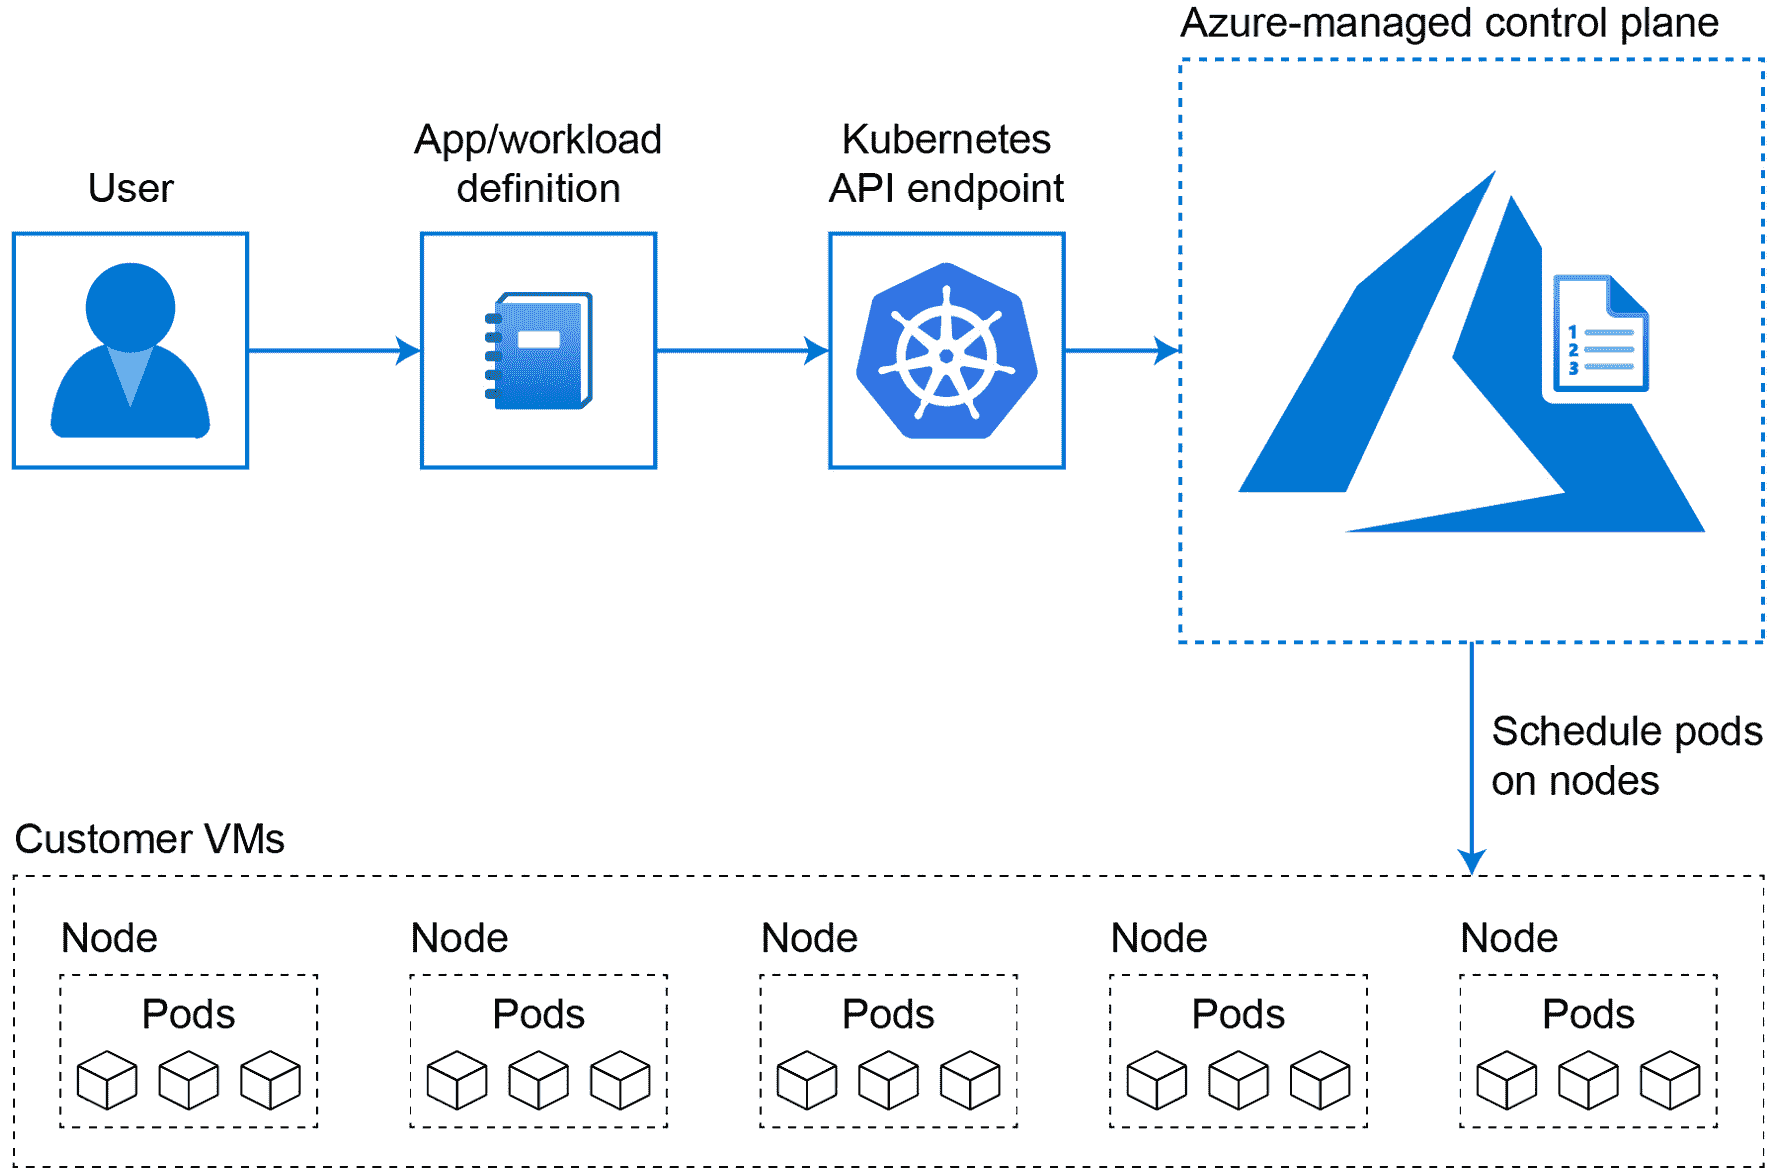 Azure-managed control plane
App/workload
definition
Kubernetes
API endpoint
User
1
2
3
Schedule pods
on nodes
Customer VMs
Node
Node
Node
Node
Node
Pods
Pods
Pods
Pods
Pods